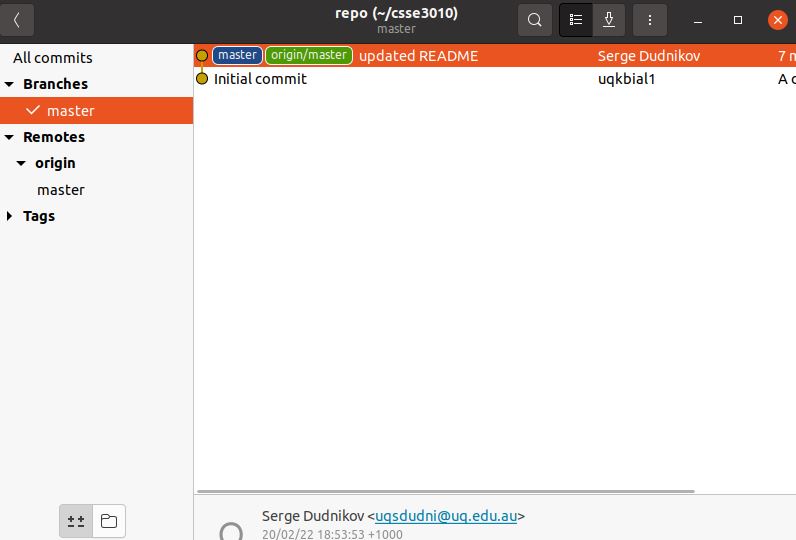 repo (~/csse3010)
master
All commits
Branches
master
Remotes
origin
master
Tags
master origin/master updated README Serge Dudnikov 7 m
Initial commit uqkbial1 A
Serge Dudnikov <uqsdudni@uq.edu.au>
20/02/22 18:53:53 +1000